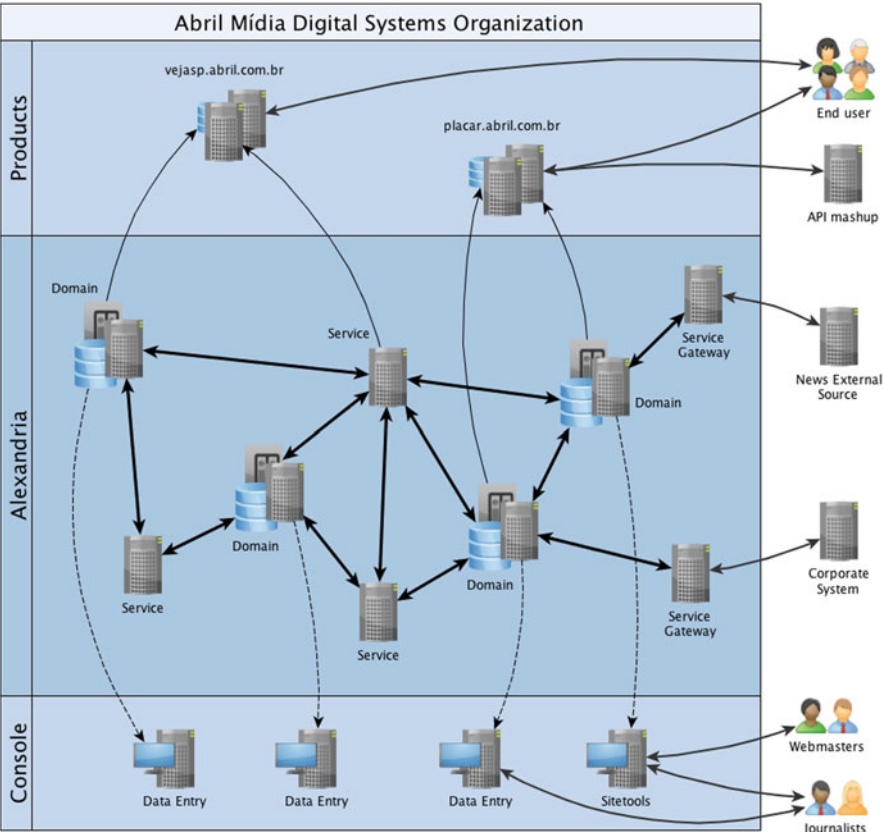 Abril Mídia Digital Systems Organization
Products
vejasp.abril.com.br
placar.abril.com.br
End user
API mashup
Alexandria
Domain
Service
Service
Gateway
News External
Source
Domain
Domain
Service
Domain
Service
Service
Gateway
Corporate
System
Console
Data Entry
Data Entry
Data Entry
Sitetools
Webmasters
Journalists